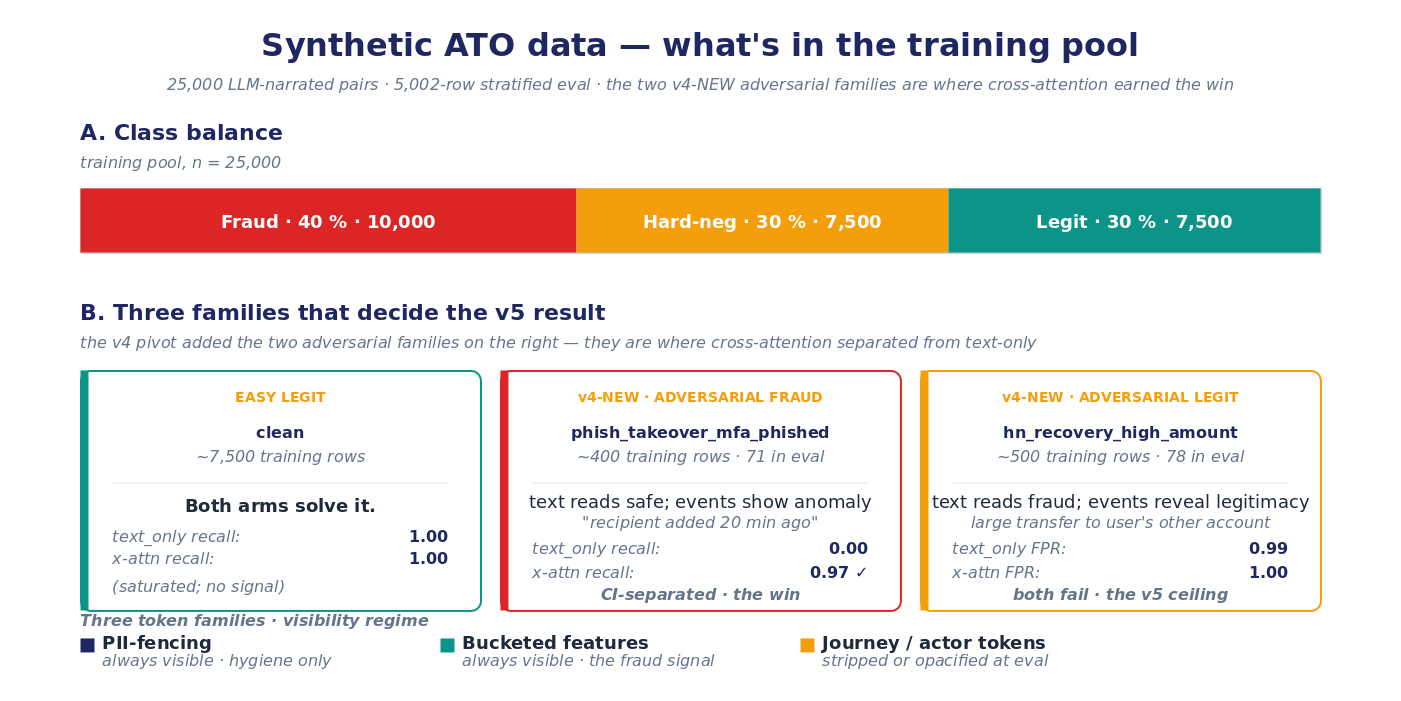 Synthetic ATO data — what's in the training pool
25,000 LLM-narrated pairs · 5,002-row stratified eval · the two v4-NEW adversarial families are where cross-attention earned the win
A. Class balance
training pool, n = 25,000
Fraud · 40 % · 10,000
Hard-neg · 30 % · 7,500
Legit · 30 % · 7,500
B. Three families that decide the v5 result
the v4 pivot added the two adversarial families on the right — they are where cross-attention separated from text-only
EASY LEGIT
clean
~7,500 training rows
Both arms solve it.
text_only recall: 1.00
x-attn recall: 1.00
(saturated; no signal)
v4-NEW · ADVERSARIAL FRAUD
phish_takeover_mfa_phished
~400 training rows · 71 in eval
text reads safe; events show anomaly
"recipient added 20 min ago"
text_only recall: 0.00
x-attn recall: 0.97 ✓
CI-separated · the win
v4-NEW · ADVERSARIAL LEGIT
hn_recovery_high_amount
~500 training rows · 78 in eval
text reads fraud; events reveal legitimacy
large transfer to user's other account
text_only FPR: 0.99
x-attn FPR: 1.00
both fail · the v5 ceiling
Three token families · visibility regime
PII-fencing
always visible · hygiene only
Bucketed features
always visible · the fraud signal
Journey / actor tokens
stripped or opacified at eval